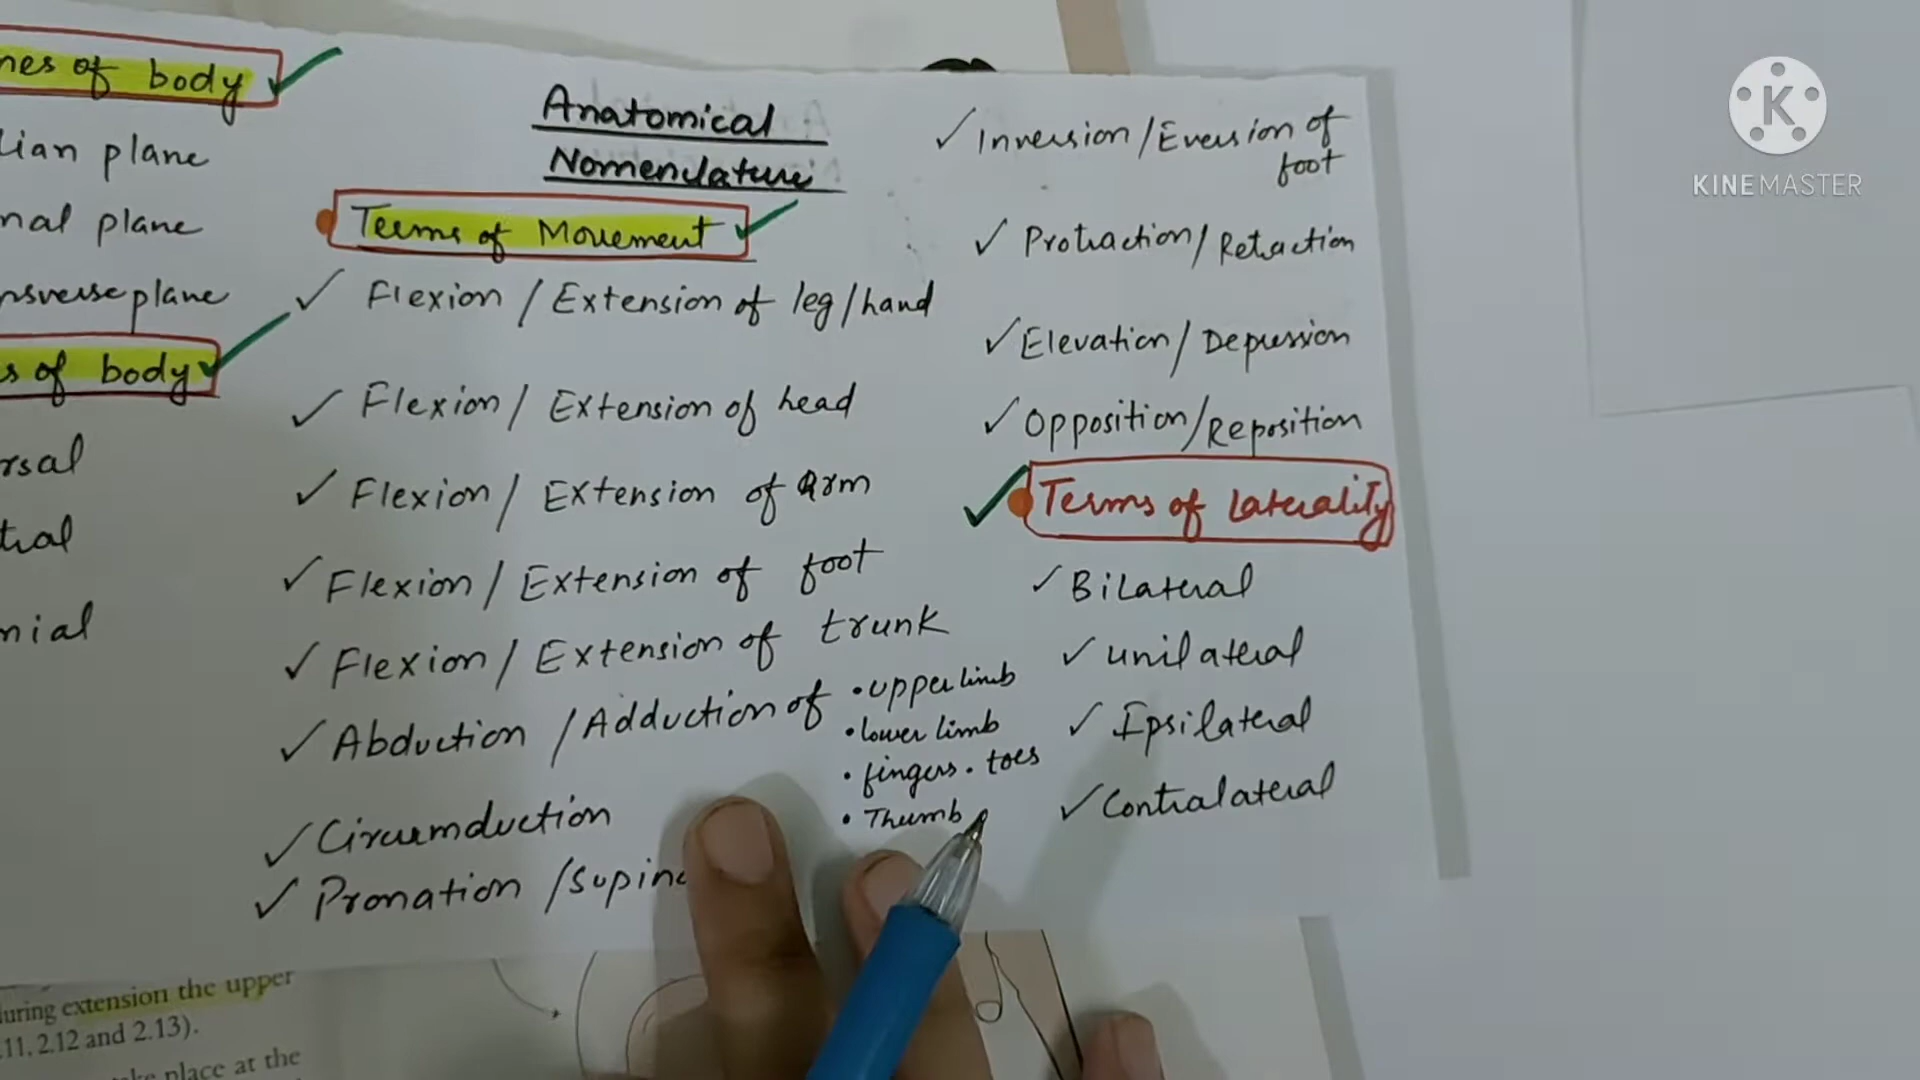 nes of body
lian plane
nal plane
nsverse plane
s of body
rsal
tral
nial
Anatomical
Nomenclature
Terms of Movement
Flexion / Extension of leg/hand
Flexion / Extension of head
Flexion / Extension of Arm
Flexion / Extension of foot
Flexion / Extension of trunk
Abduction / Adduction of • upper limb
• lower limb
• fingers • toes
• Thumb
Circumduction
Pronation / Supina
Inversion / Eversion of
foot
Protraction / Retraction
Elevation / Depression
Opposition / Reposition
Terms of Laterality
Bilateral
unilateral
Ipsilateral
Contralateral
during extension the upper
.11, 2.12 and 2.13).
take place at the
K
KINEMASTER